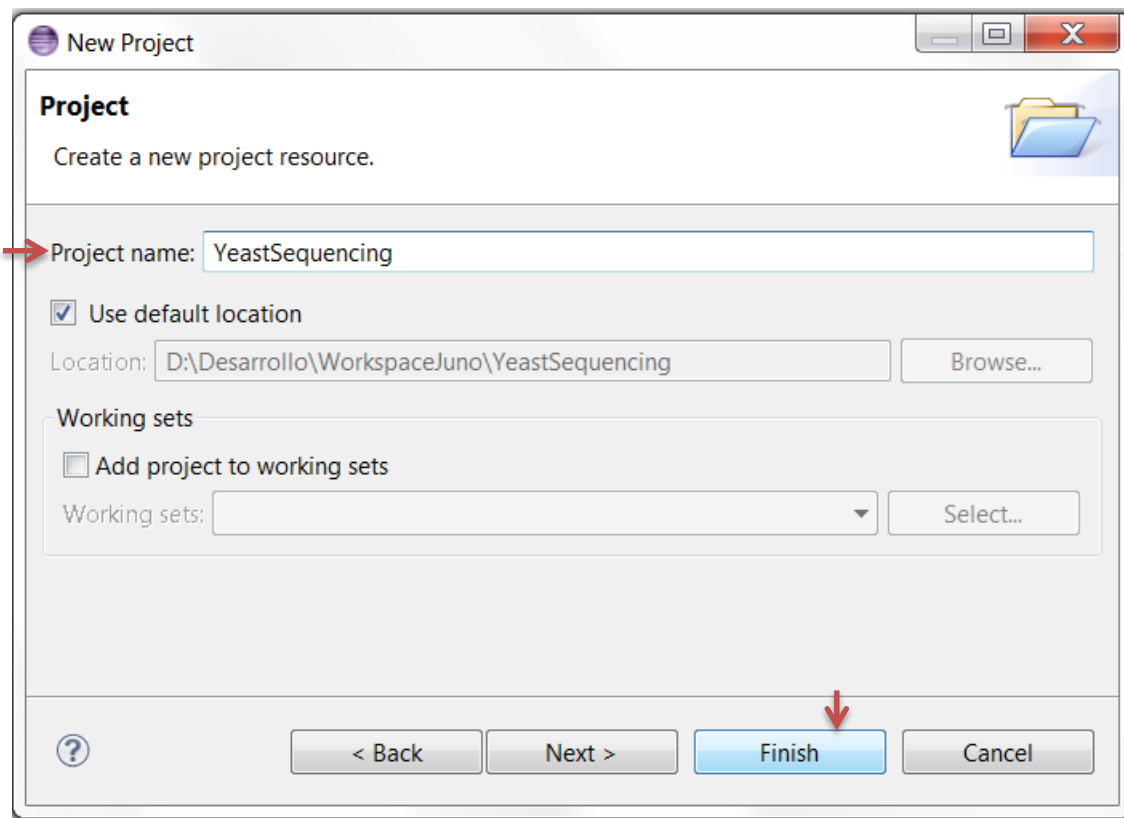 New Project
Project
Create a new project resource.
Project name: YeastSequencing
Use default location
Location: D:\Desarrollo\WorkspaceJuno\YeastSequencing Browse...
Working sets
Add project to working sets
Working sets: Select...
? < Back Next > Finish Cancel